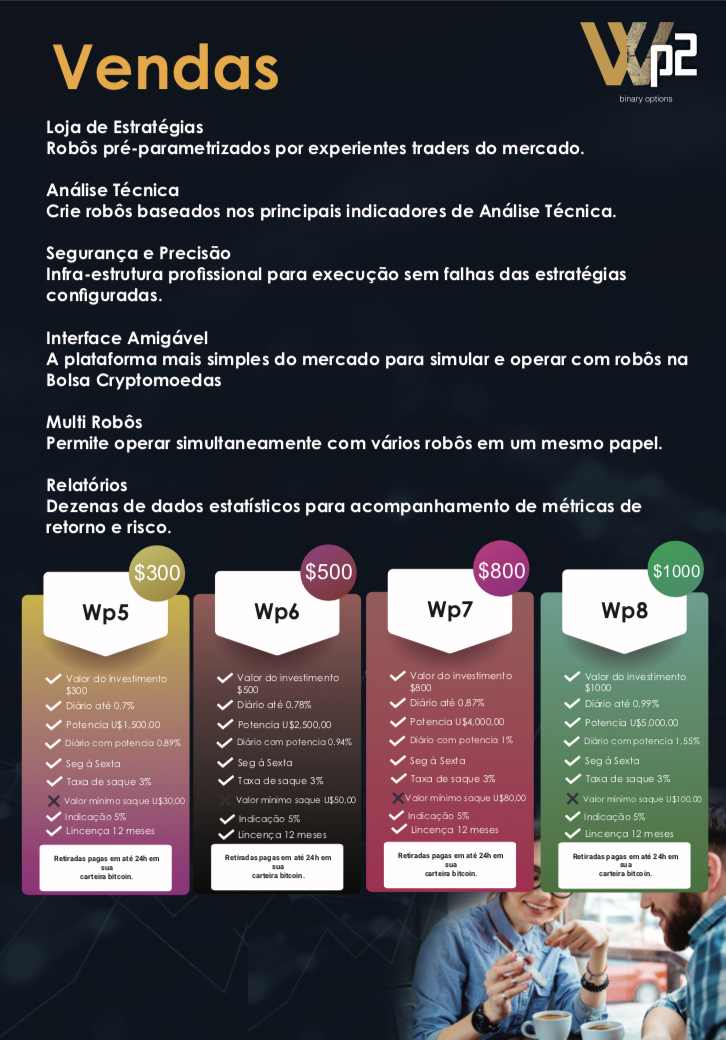 Vendas
Wp2
binary options
Loja de Estratégias
Robôs pré-parametrizados por experientes traders do mercado.
Análise Técnica
Crie robôs baseados nos principais indicadores de Análise Técnica.
Segurança e Precisão
Infra-estrutura profissional para execução sem falhas das estratégias
configuradas.
Interface Amigável
A plataforma mais simples do mercado para simular e operar com robôs na
Bolsa Cryptomoedas
Multi Robôs
Permite operar simultaneamente com vários robôs em um mesmo papel.
Relatórios
Dezenas de dados estatísticos para acompanhamento de métricas de
retorno e risco.
$300
Wp5
Valor do investimento
$300
Diário até 0.7%
Potencia U$1,500,00
Diário com potencia 0.89%
Seg á Sexta
Taxa de saque 3%
Valor mínimo saque U$30,00
Indicação 5%
Lincença 12 meses
Retiradas pagas em até 24h em
sua
carteira bitcoin.
$500
Wp6
Valor do investimento
$500
Diário até 0.78%
Potencia U$2,500,00
Diário com potencia 0.94%
Seg á Sexta
Taxa de saque 3%
Valor mínimo saque U$50,00
Indicação 5%
Lincença 12 meses
Retiradas pagas em até 24h em
sua
carteira bitcoin.
$800
Wp7
Valor do investimento
$800
Diário até 0.87%
Potencia U$4,000,00
Diário com potencia 1%
Seg á Sexta
Taxa de saque 3%
Valor mínimo saque U$80,00
Indicação 5%
Lincença 12 meses
Retiradas pagas em até 24h em
sua
carteira bitcoin.
$1000
Wp8
Valor do investimento
$1000
Diário até 0.99%
Potencia U$5,000,00
Diário com potencia 1,55%
Seg á Sexta
Taxa de saque 3%
Valor mínimo saque U$100,00
Indicação 5%
Lincença 12 meses
Retiradas pagas em até 24h em
sua
carteira bitcoin.